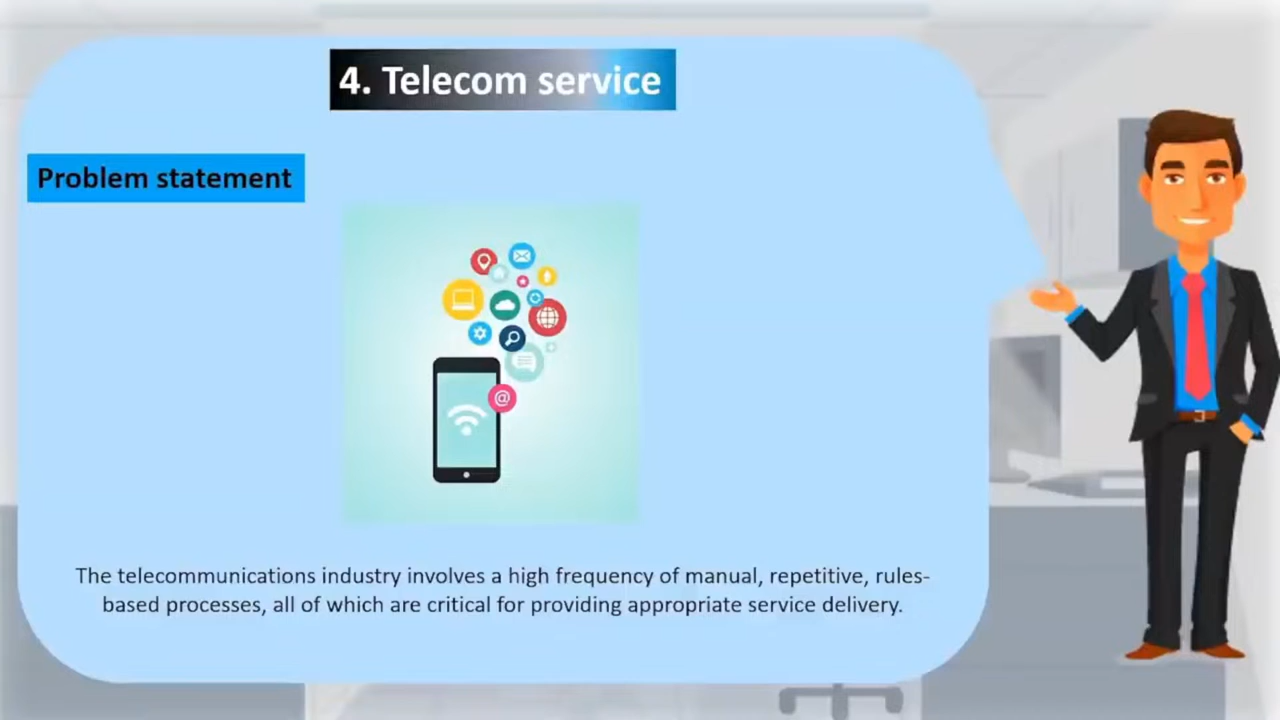 4. Telecom service
Problem statement
@
The telecommunications industry involves a high frequency of manual, repetitive, rules-
based processes, all of which are critical for providing appropriate service delivery.